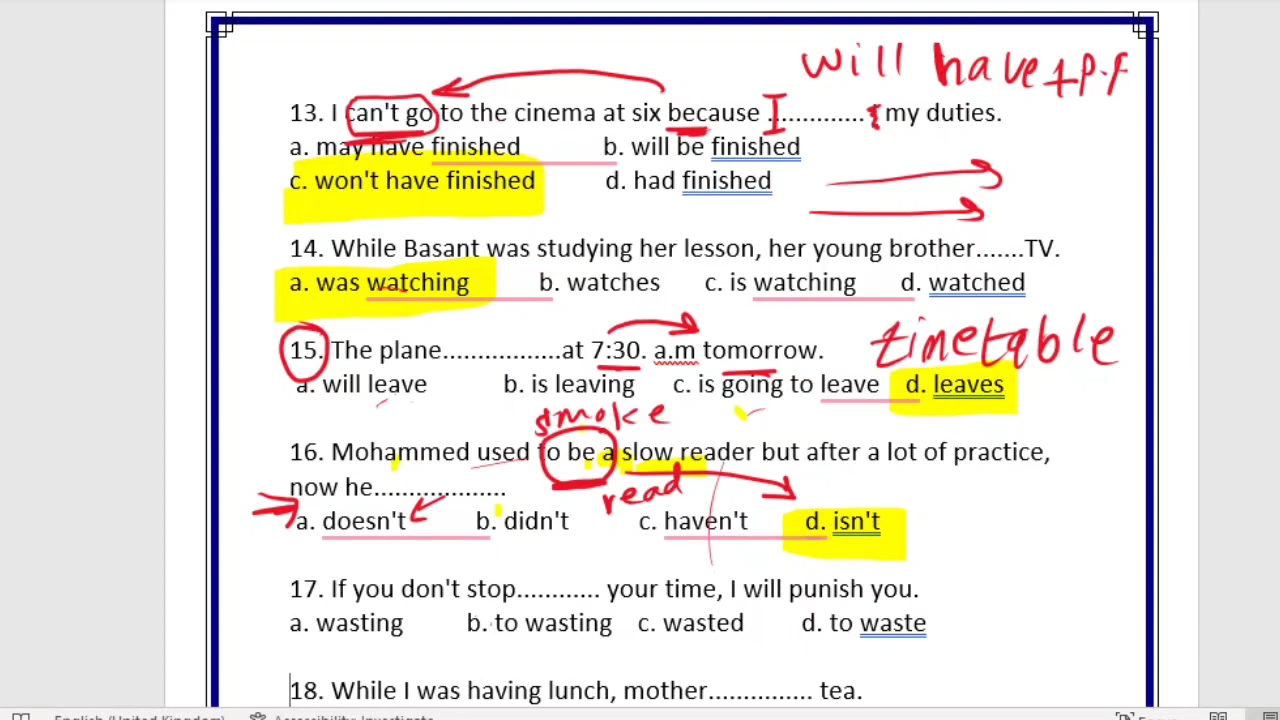 will have + p.p
13. I can't go to the cinema at six because I.............. my duties.
a. may have finished b. will be finished
c. won't have finished d. had finished
14. While Basant was studying her lesson, her young brother.......TV.
a. was watching b. watches c. is watching d. watched
timetable
15. The plane.................at 7:30. a.m tomorrow.
a. will leave b. is leaving c. is going to leave d. leaves
smoke
16. Mohammed used to be a slow reader but after a lot of practice,
now he...................
read
a. doesn't b. didn't c. haven't d. isn't
17. If you don't stop............ your time, I will punish you.
a. wasting b. to wasting c. wasted d. to waste
18. While I was having lunch, mother............... tea.
English (United Kingdom)